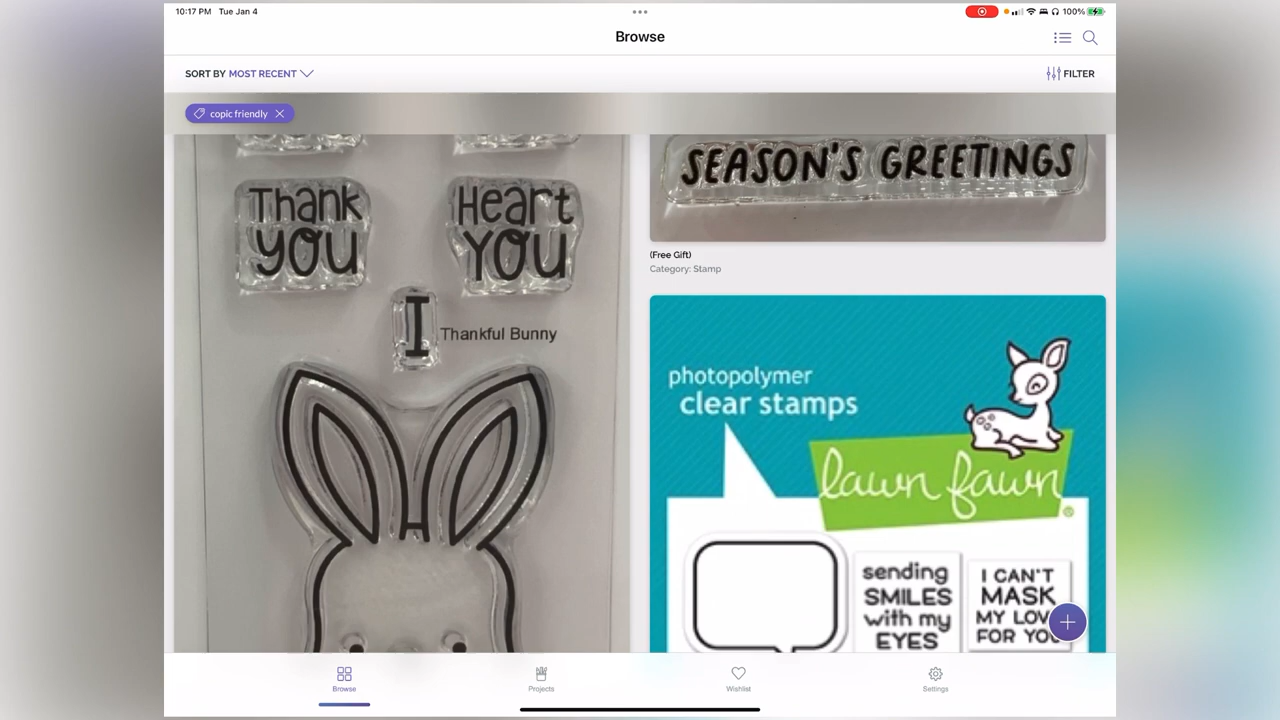 10:17 PM Tue Jan 4
100%
Browse
SORT BY MOST RECENT
FILTER
copic friendly
Thank
you
Heart
YOU
I
Thankful Bunny
SEASON'S GREETINGS
(Free Gift)
Category: Stamp
photopolymer
clear stamps
lawn fawn®
sending
SMILES
with my
EYES
I CAN'T
MASK
MY LOVE
FOR YOU
Browse
Projects
Wishlist
Settings